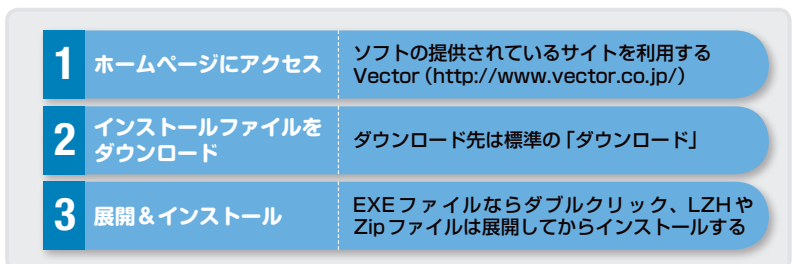 1
ホームページにアクセス
ソフトの提供されているサイトを利用する
Vector（http://www.vector.co.jp/）
2
インストールファイルを
ダウンロード
ダウンロード先は標準の「ダウンロード」
3
展開＆インストール
EXEファイルならダブルクリック、LZHや
Zipファイルは展開してからインストールする